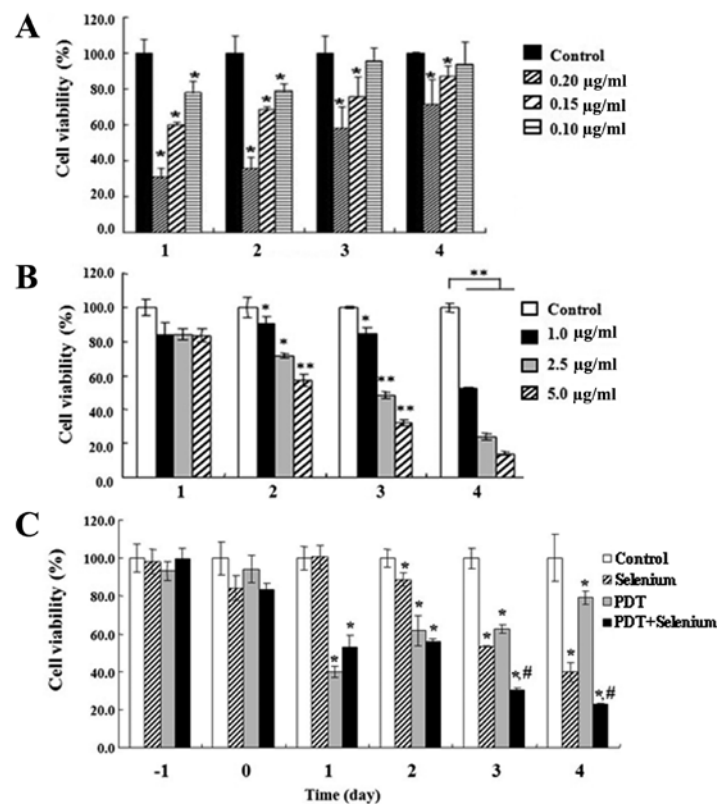 A
Cell viability (%)
120.0
100.0
80.0
60.0
40.0
20.0
0.0
* * *
* * *
* *
* *
1 2 3 4
Control
0.20 µg/ml
0.15 µg/ml
0.10 µg/ml
B
Cell viability (%)
120.0
100.0
80.0
60.0
40.0
20.0
0.0
* * **
* ** **
**
1 2 3 4
Control
1.0 µg/ml
2.5 µg/ml
5.0 µg/ml
C
Cell viability (%)
120.0
100.0
80.0
60.0
40.0
20.0
0.0
* *
* * *
* * *,#
* * *,#
-1 0 1 2 3 4
Time (day)
Control
Selenium
PDT
PDT+Selenium